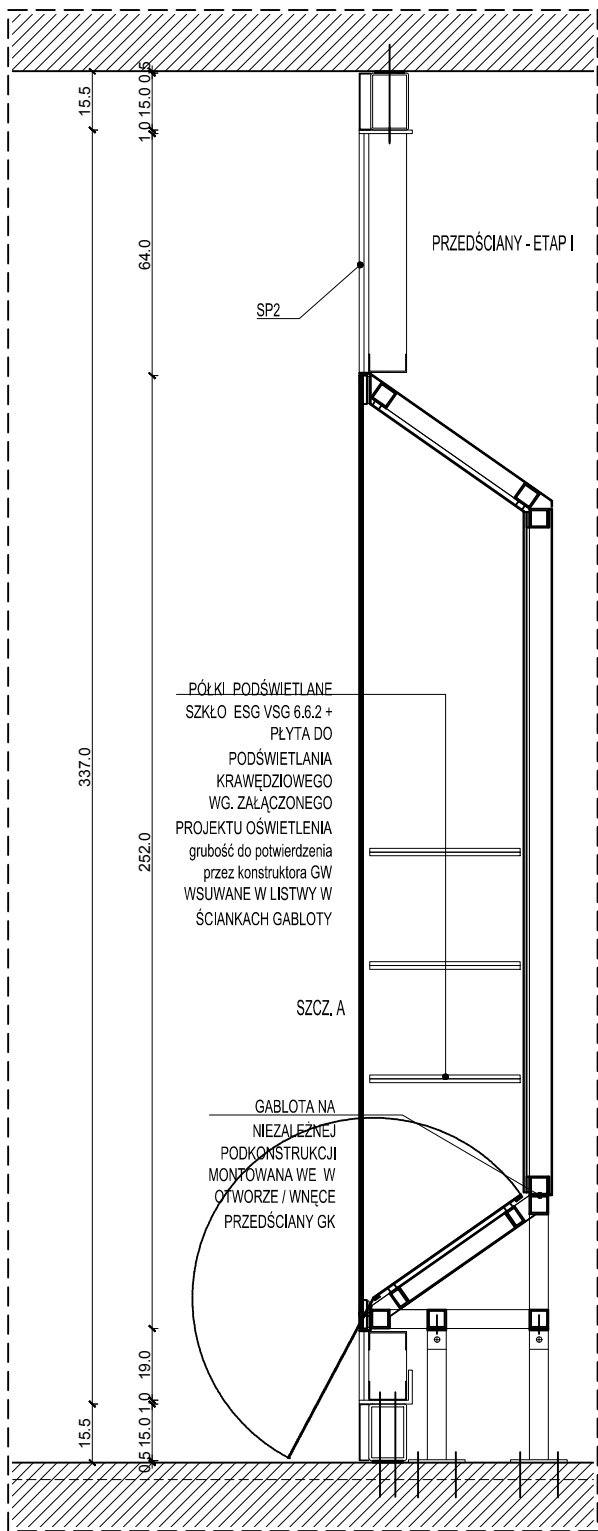 0.5
15.0
15.5
1.0
PRZEDŚCIANY - ETAP I
64.0
SP2
PÓŁKI PODŚWIETLANE
SZKŁO ESG VSG 6.6.2 +
PŁYTA DO
PODŚWIETLANIA
KRAWĘDZIOWEGO
WG. ZAŁĄCZONEGO
PROJEKTU OŚWIETLENIA
grubość do potwierdzenia
przez konstruktora GW
WSUWANE W LISTWY W
ŚCIANKACH GABLOTY
337.0
252.0
SZCZ. A
GABLOTA NA
NIEZALEŻNEJ
PODKONSTRUKCJI
MONTOWANA WE W
OTWORZE / WNĘCE
PRZEDŚCIANY GK
19.0
1.0
15.5
15.0
0.5